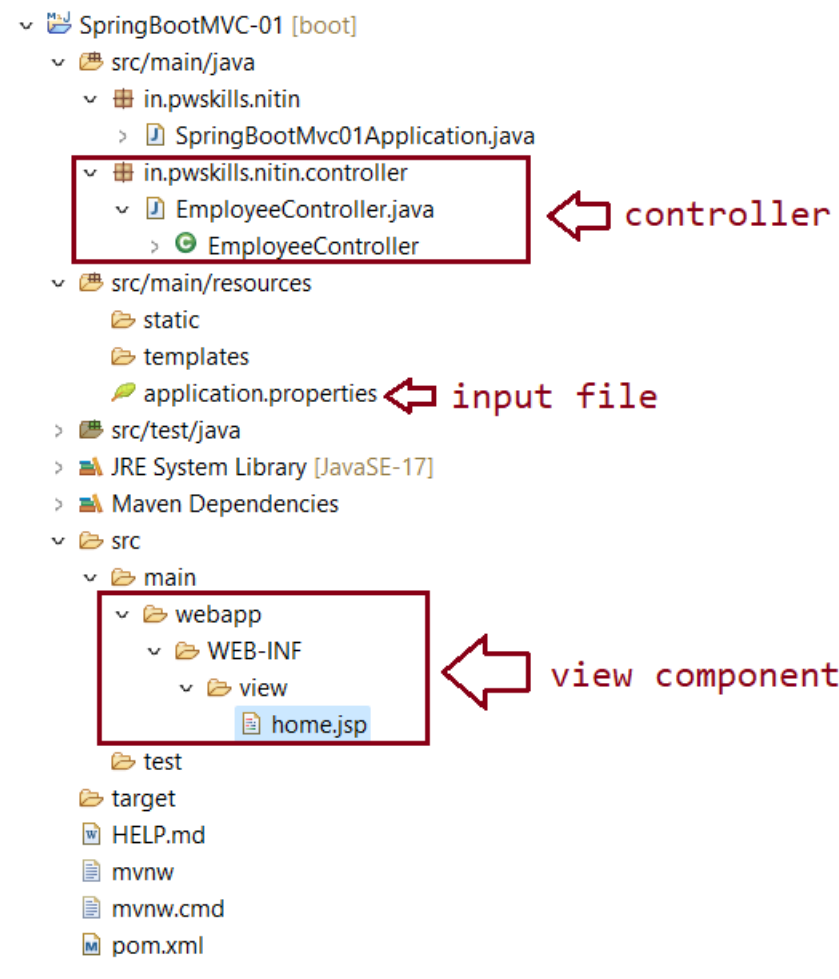 SpringBootMVC-01 [boot]
src/main/java
in.pwskills.nitin
SpringBootMvc01Application.java
in.pwskills.nitin.controller
EmployeeController.java
controller
EmployeeController
src/main/resources
static
templates
application.properties
input file
src/test/java
JRE System Library [JavaSE-17]
Maven Dependencies
src
main
webapp
WEB-INF
view
view component
home.jsp
test
target
HELP.md
mvnw
mvnw.cmd
pom.xml